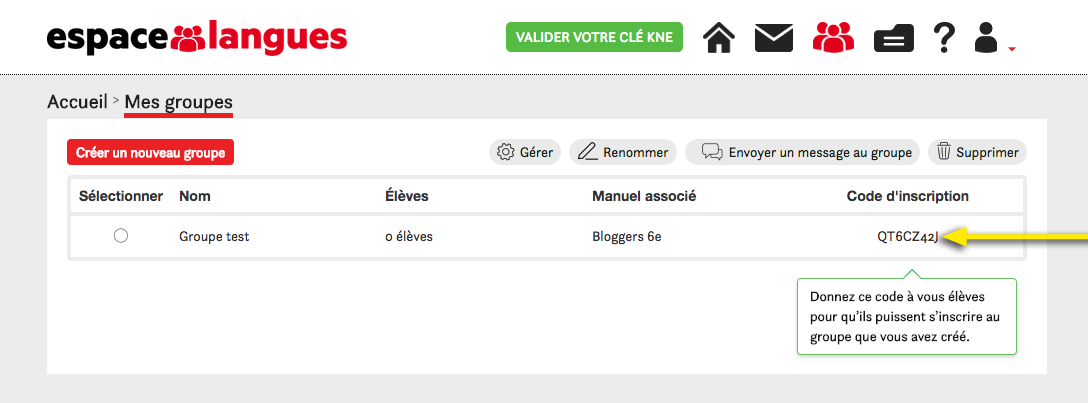 espace langues
VALIDER VOTRE CLÉ KNE
?
Accueil > Mes groupes
Créer un nouveau groupe
Gérer
Renommer
Envoyer un message au groupe
Supprimer
Sélectionner Nom Élèves Manuel associé Code d'inscription
Groupe test 0 élèves Bloggers 6e QT6CZ42J
Donnez ce code à vous élèves
pour qu'ils puissent s'inscrire au
groupe que vous avez créé.